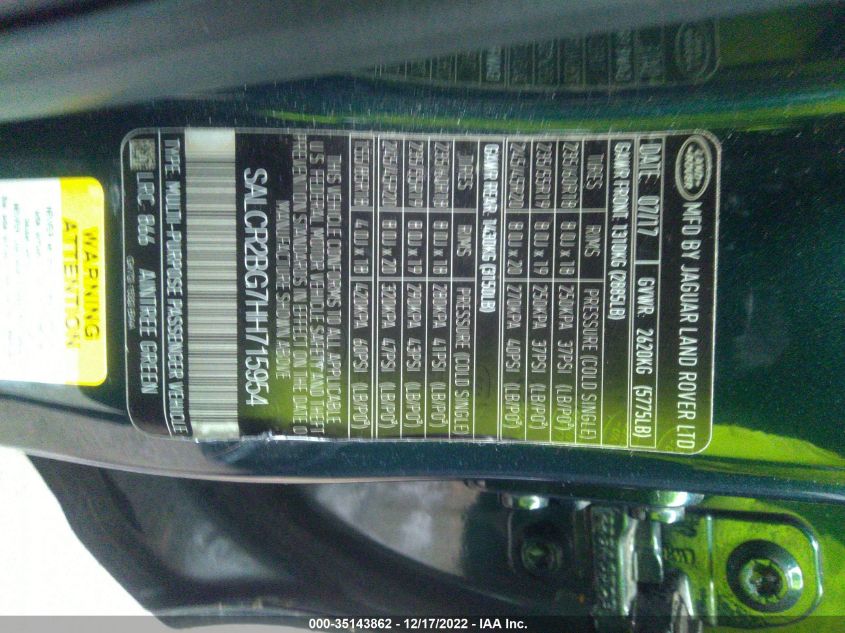 LAND ROVER
MFD BY JAGUAR LAND ROVER LTD
DATE: 07/17 GVWR: 2620KG (5775LB)
GAWR FRONT 1310KG (2885LB)
TIRES RIMS PRESSURE (COLD SINGLE)
235/60R18 8.0J x 18 250KPA 37PSI (LB/PO²)
235/55R19 8.0J x 19 250KPA 37PSI (LB/PO²)
245/45R20 8.0J x 20 270KPA 40PSI (LB/PO²)
GAWR REAR 1430KG (3150LB)
TIRES RIMS PRESSURE (COLD SINGLE)
235/60R18 8.0J x 18 280KPA 41PSI (LB/PO²)
235/55R19 8.0J x 19 290KPA 42PSI (LB/PO²)
245/45R20 8.0J x 20 320KPA 47PSI (LB/PO²)
4.0J x 18 420KPA 60PSI (LB/PO²)
THIS VEHICLE CONFORMS TO ALL APPLICABLE
U.S FEDERAL MOTOR VEHICLE SAFETY AND THEFT
PREVENTION STANDARDS IN EFFECT ON THE DATE OF
MANUFACTURE SHOWN ABOVE
SALCR2BG7HH715954
TYPE: MULTI-PURPOSE PASSENGER VEHICLE
LRC 866 AINTREE GREEN
WARNING
ATTENTION
000-35143862 - 12/17/2022 - IAA Inc.